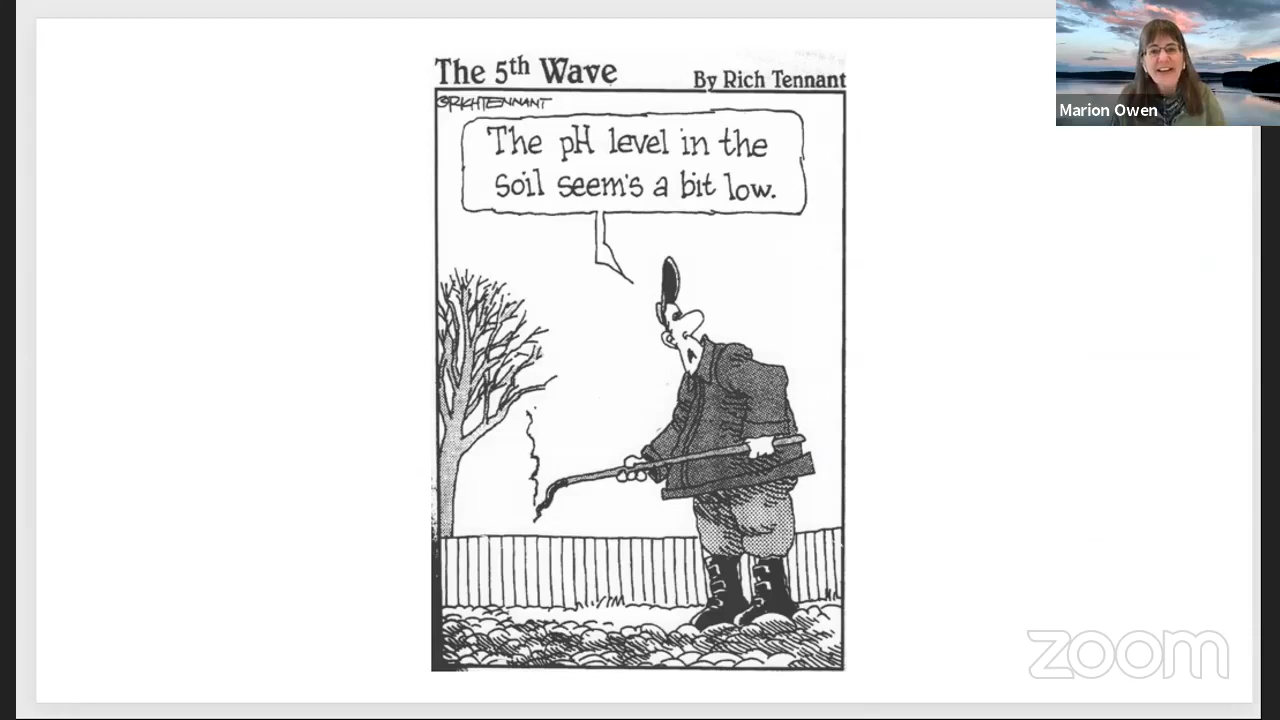 The 5th Wave
By Rich Tennant
©RICHTENNANT
The pH level in the
soil seem's a bit low.
Marion Owen
zoom